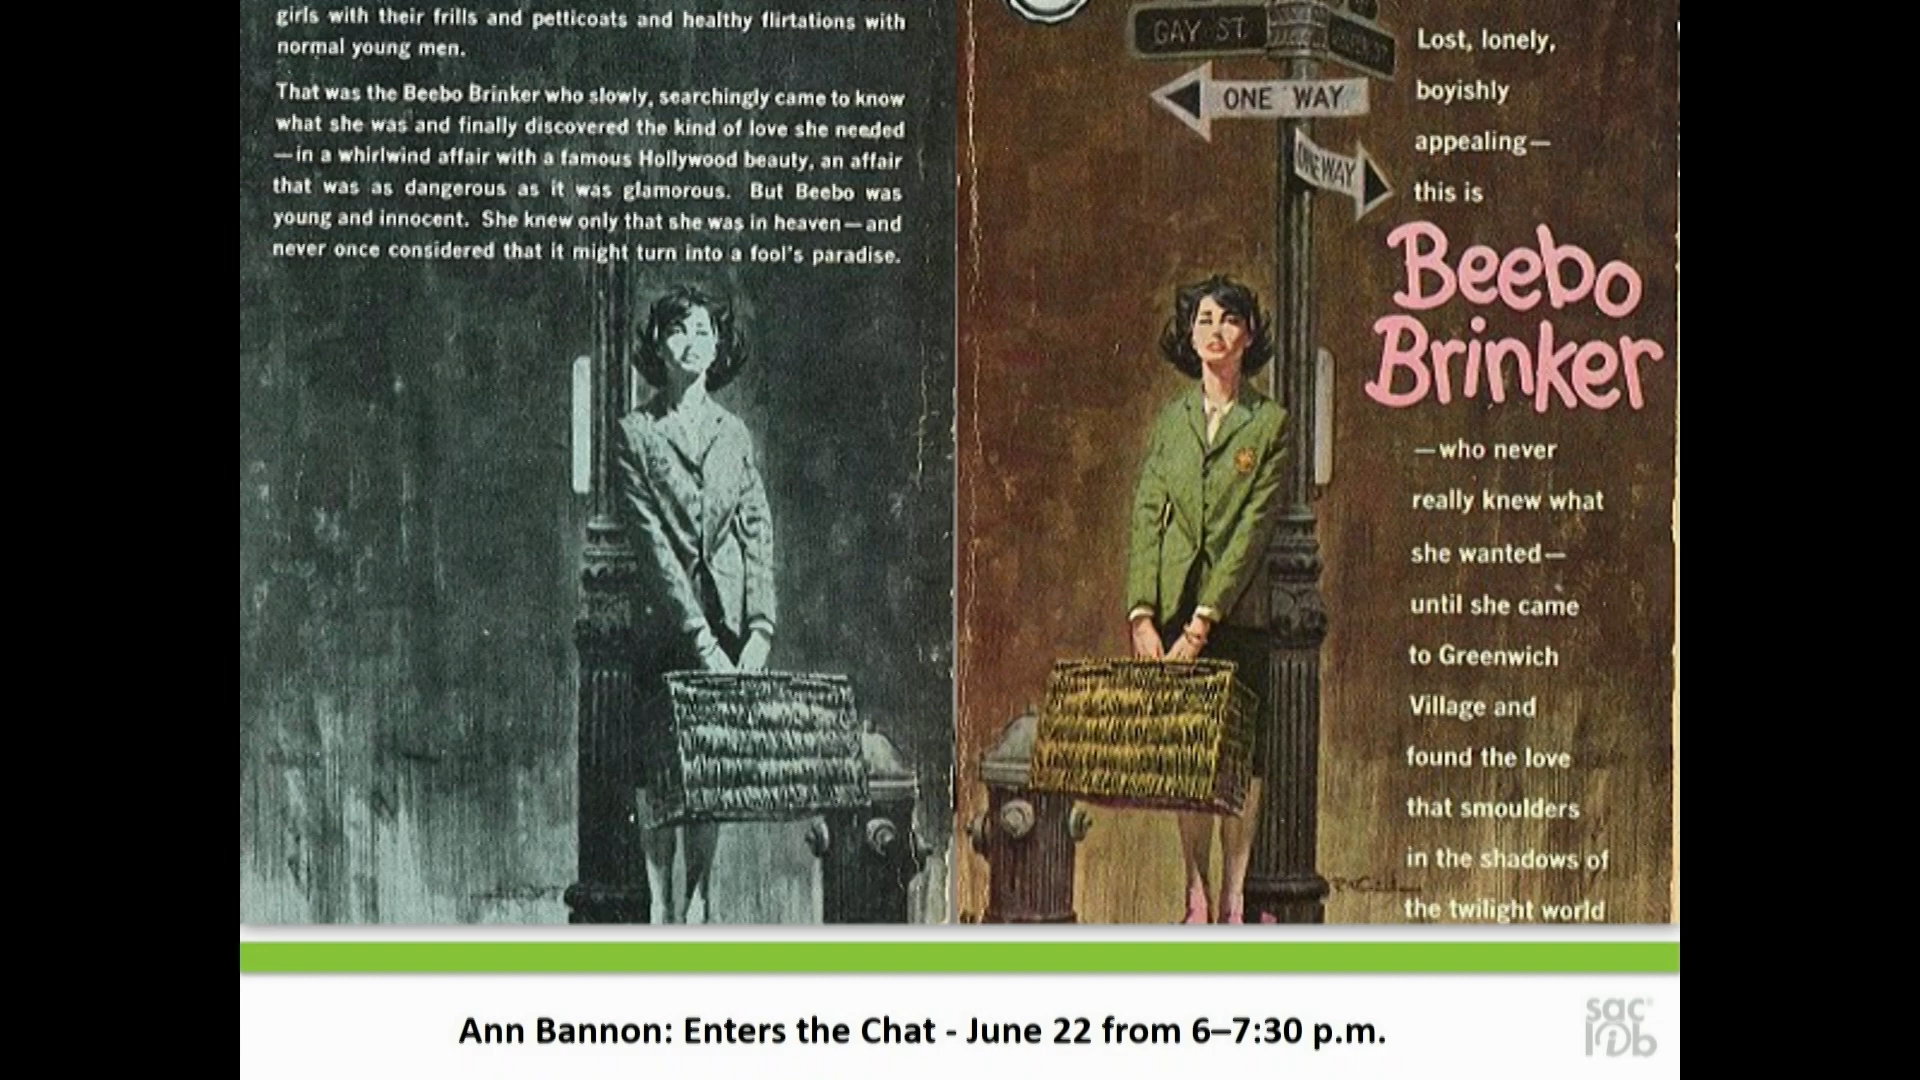 girls with their frills and petticoats and healthy flirtations with
normal young men.
That was the Beebo Brinker who slowly, searchingly came to know
what she was and finally discovered the kind of love she needed
—in a whirlwind affair with a famous Hollywood beauty, an affair
that was as dangerous as it was glamorous. But Beebo was
young and innocent. She knew only that she was in heaven—and
never once considered that it might turn into a fool's paradise.
GAY ST.
ONE WAY
ONE WAY
Lost, lonely,
boyishly
appealing—
this is
Beebo
Brinker
—who never
really knew what
she wanted—
until she came
to Greenwich
Village and
found the love
that smoulders
in the shadows of
the twilight world
Ann Bannon: Enters the Chat - June 22 from 6–7:30 p.m.
sac
lib